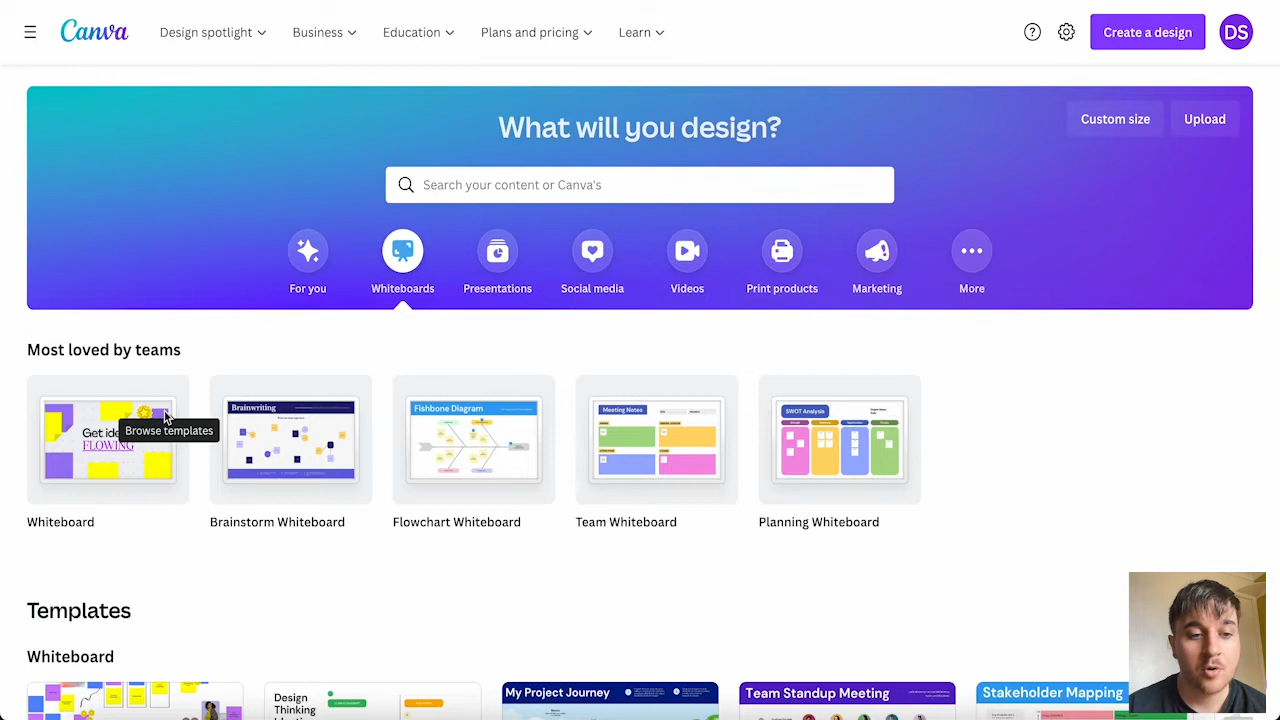 Canva
Design spotlight
Business
Education
Plans and pricing
Learn
Create a design
DS
What will you design?
Custom size
Upload
Search your content or Canva's
For you
Whiteboards
Presentations
Social media
Videos
Print products
Marketing
More
Most loved by teams
Get ide
FLOWING
Browse templates
Brainwriting
Fishbone Diagram
Meeting Notes
SWOT Analysis
Whiteboard
Brainstorm Whiteboard
Flowchart Whiteboard
Team Whiteboard
Planning Whiteboard
Templates
Whiteboard
Design
Thinking
My Project Journey
Team Standup Meeting
Stakeholder Mapping